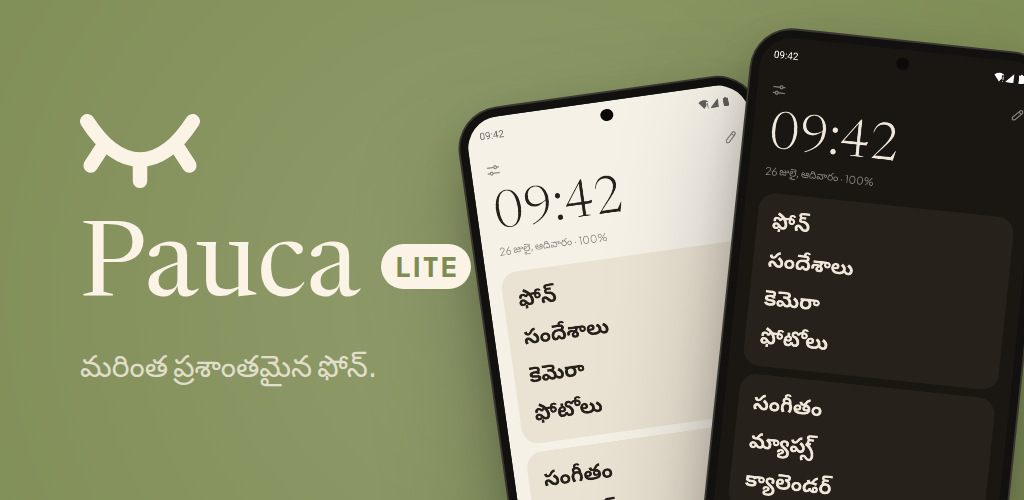 Pauca LITE
మరింత ప్రశాంతమైన ఫోన్.
09:42
09:42
26 జులై, ఆదివారం · 100%
ఫోన్
సందేశాలు
కెమెరా
ఫోటోలు
సంగీతం
09:42
09:42
26 జులై, ఆదివారం · 100%
ఫోన్
సందేశాలు
కెమెరా
ఫోటోలు
సంగీతం
మ్యాప్స్
క్యాలెండర్